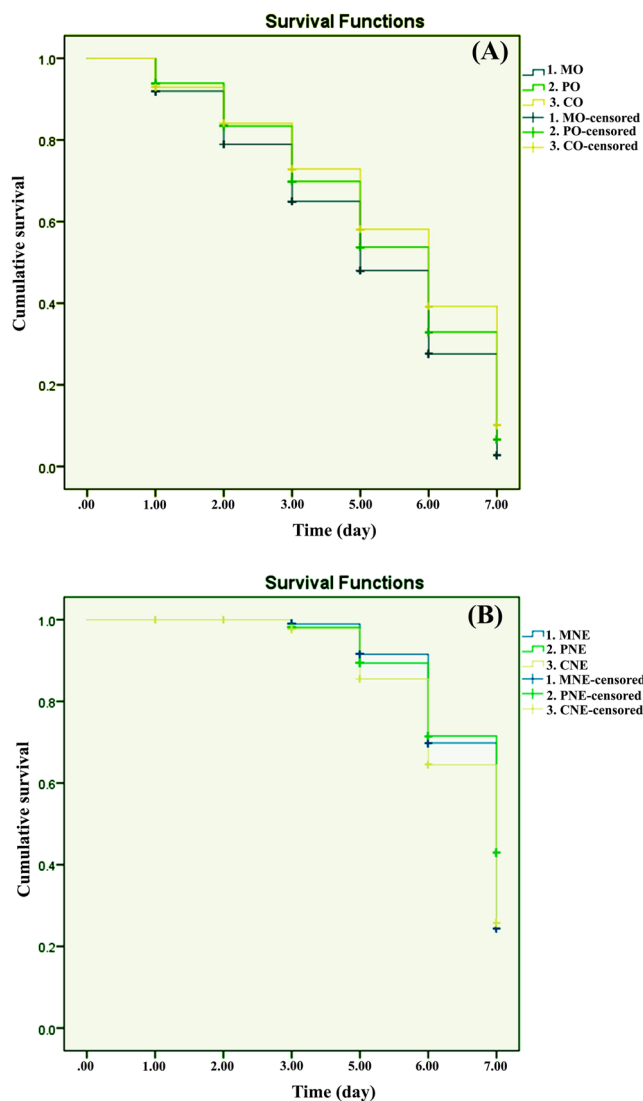 Survival Functions
(A)
1.0
0.8
0.6
0.4
0.2
0.0
Cumulative survival
.00 1.00 2.00 3.00 5.00 6.00 7.00
Time (day)
1. MO
2. PO
3. CO
1. MO-censored
2. PO-censored
3. CO-censored
Survival Functions
(B)
1.0
0.8
0.6
0.4
0.2
0.0
Cumulative survival
.00 1.00 2.00 3.00 5.00 6.00 7.00
Time (day)
1. MNE
2. PNE
3. CNE
1. MNE-censored
2. PNE-censored
3. CNE-censored